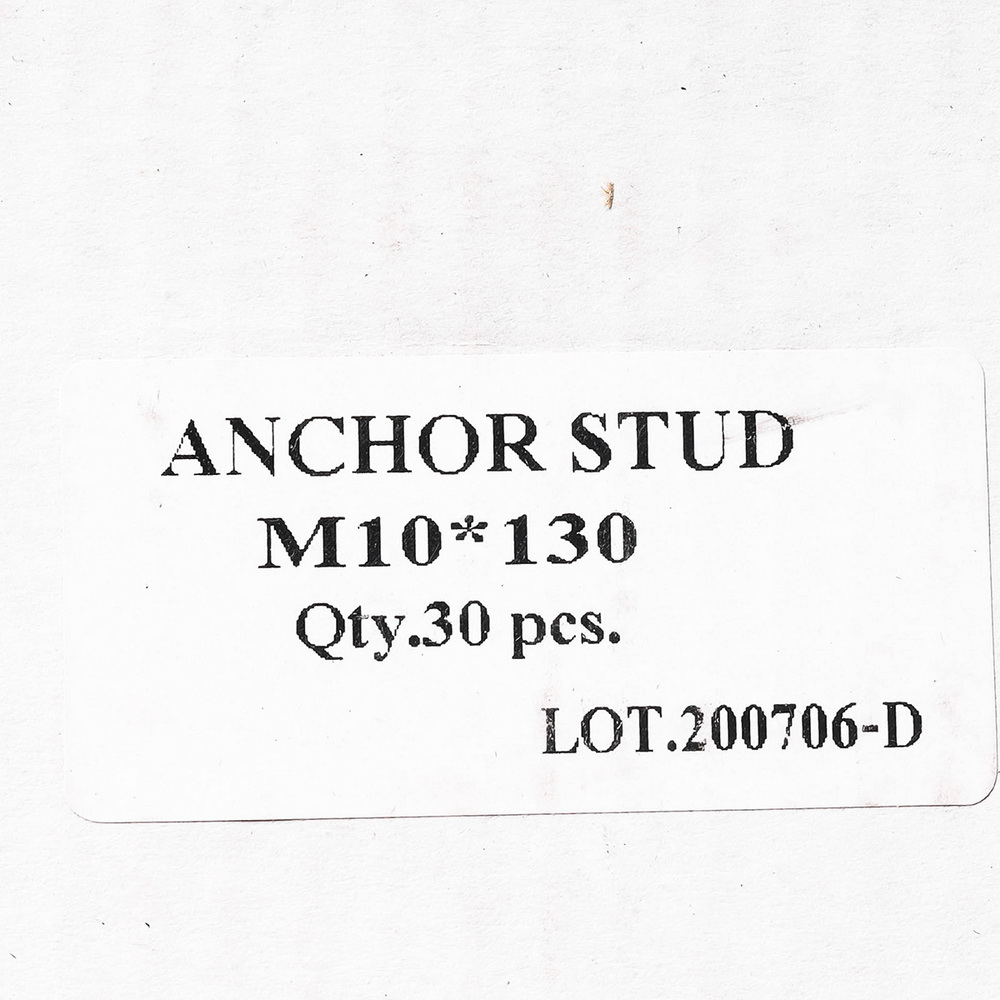 ANCHOR STUD
M10*130
Qty.30 pcs.
LOT.200706-D